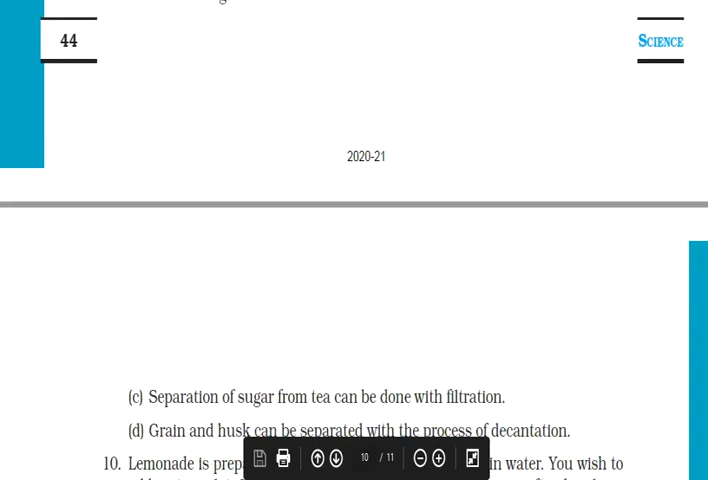 44
SCIENCE
2020-21
(c) Separation of sugar from tea can be done with filtration.
(d) Grain and husk can be separated with the process of decantation.
10. Lemonade is in water. You wish to
10 / 11